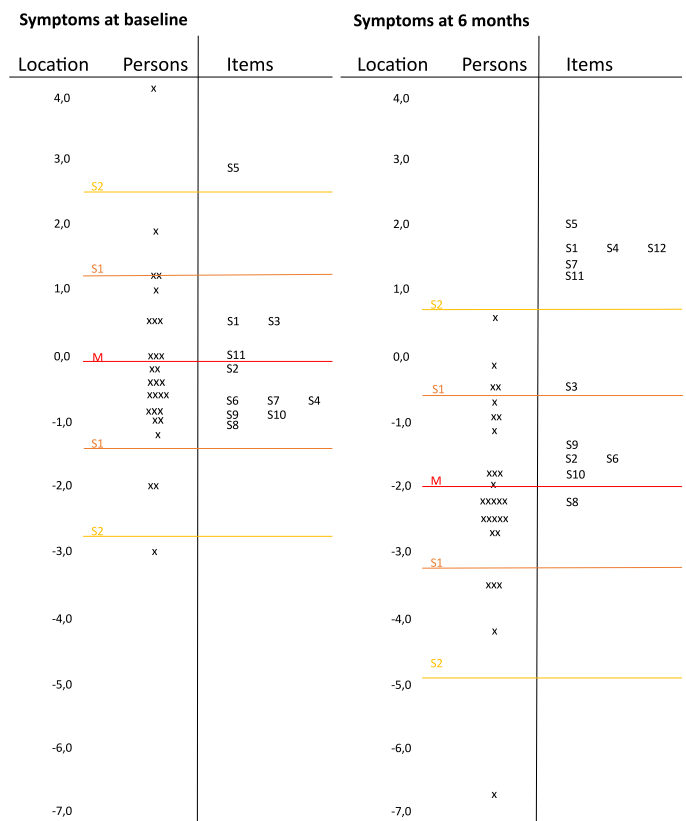 Symptoms at baseline
Location Persons Items
4,0 x
3,0 S5
S2
2,0 x
S1 xx
1,0 x
xxx S1 S3
0,0 M xxx S11
xx S2
xxx
xxxx S6 S7 S4
xxx S9 S10
-1,0 xx S8
x
S1
-2,0 xx
S2
-3,0 x
-4,0
-5,0
-6,0
-7,0
Symptoms at 6 months
Location Persons Items
4,0
3,0
2,0 S5
S1 S4 S12
S7
S11
1,0
S2
x
0,0 x
S1 xx S3
x
-1,0 xx
x
S9
S2 S6
xxx S10
-2,0 M x
xxxxx S8
xxxxx
xx
-3,0
S1
xxx
-4,0 x
S2
-5,0
-6,0
x
-7,0